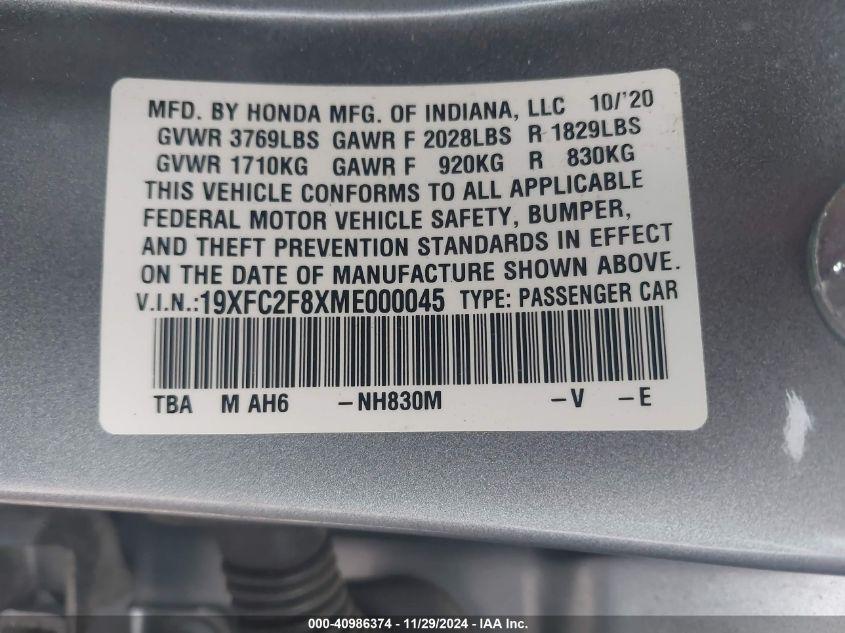 MFD. BY HONDA MFG. OF INDIANA, LLC 10/'20
GVWR 3769LBS GAWR F 2028LBS R 1829LBS
GVWR 1710KG GAWR F 920KG R 830KG
THIS VEHICLE CONFORMS TO ALL APPLICABLE
FEDERAL MOTOR VEHICLE SAFETY, BUMPER,
AND THEFT PREVENTION STANDARDS IN EFFECT
ON THE DATE OF MANUFACTURE SHOWN ABOVE.
V.I.N.:19XFC2F8XME000045 TYPE: PASSENGER CAR
TBA M AH6 –NH830M –V –E
000-40986374 - 11/29/2024 - IAA Inc.